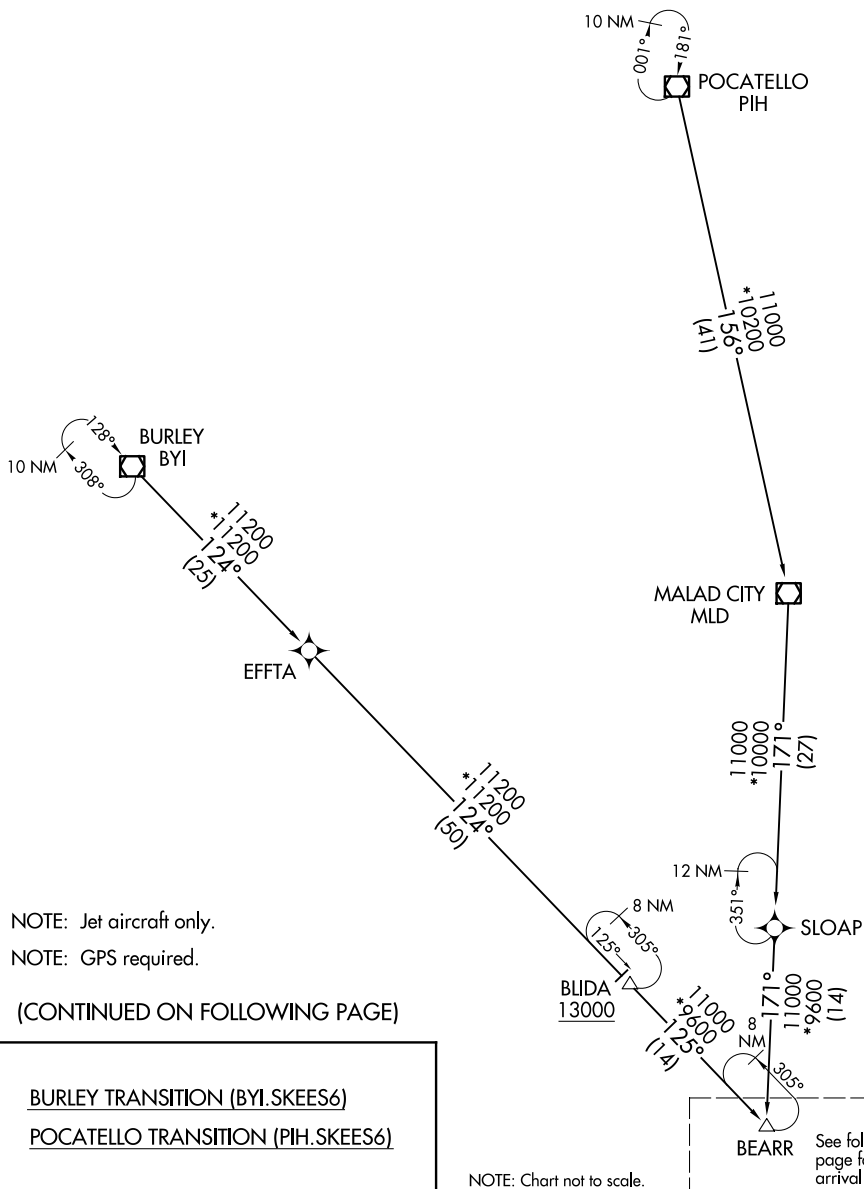 10 NM
001°
181°
POCATELLO
PIH
11000
*10200
156°
(41)
10 NM
128°
308°
BURLEY
BYI
11200
*11200
124°
(25)
MALAD CITY
MLD
EFFTA
11000
*10000
171°
(27)
11200
*11200
124°
(50)
12 NM
351°
SLOAP
8 NM
125°
305°
BLIDA
13000
171°
11000
*9600
(14)
11000
*9600
125°
(14)
8
NM
305°
BEARR
NOTE: Jet aircraft only.
NOTE: GPS required.
(CONTINUED ON FOLLOWING PAGE)
BURLEY TRANSITION (BYI.SKEES6)
POCATELLO TRANSITION (PIH.SKEES6)
NOTE: Chart not to scale.
See fol
page fo
arrival